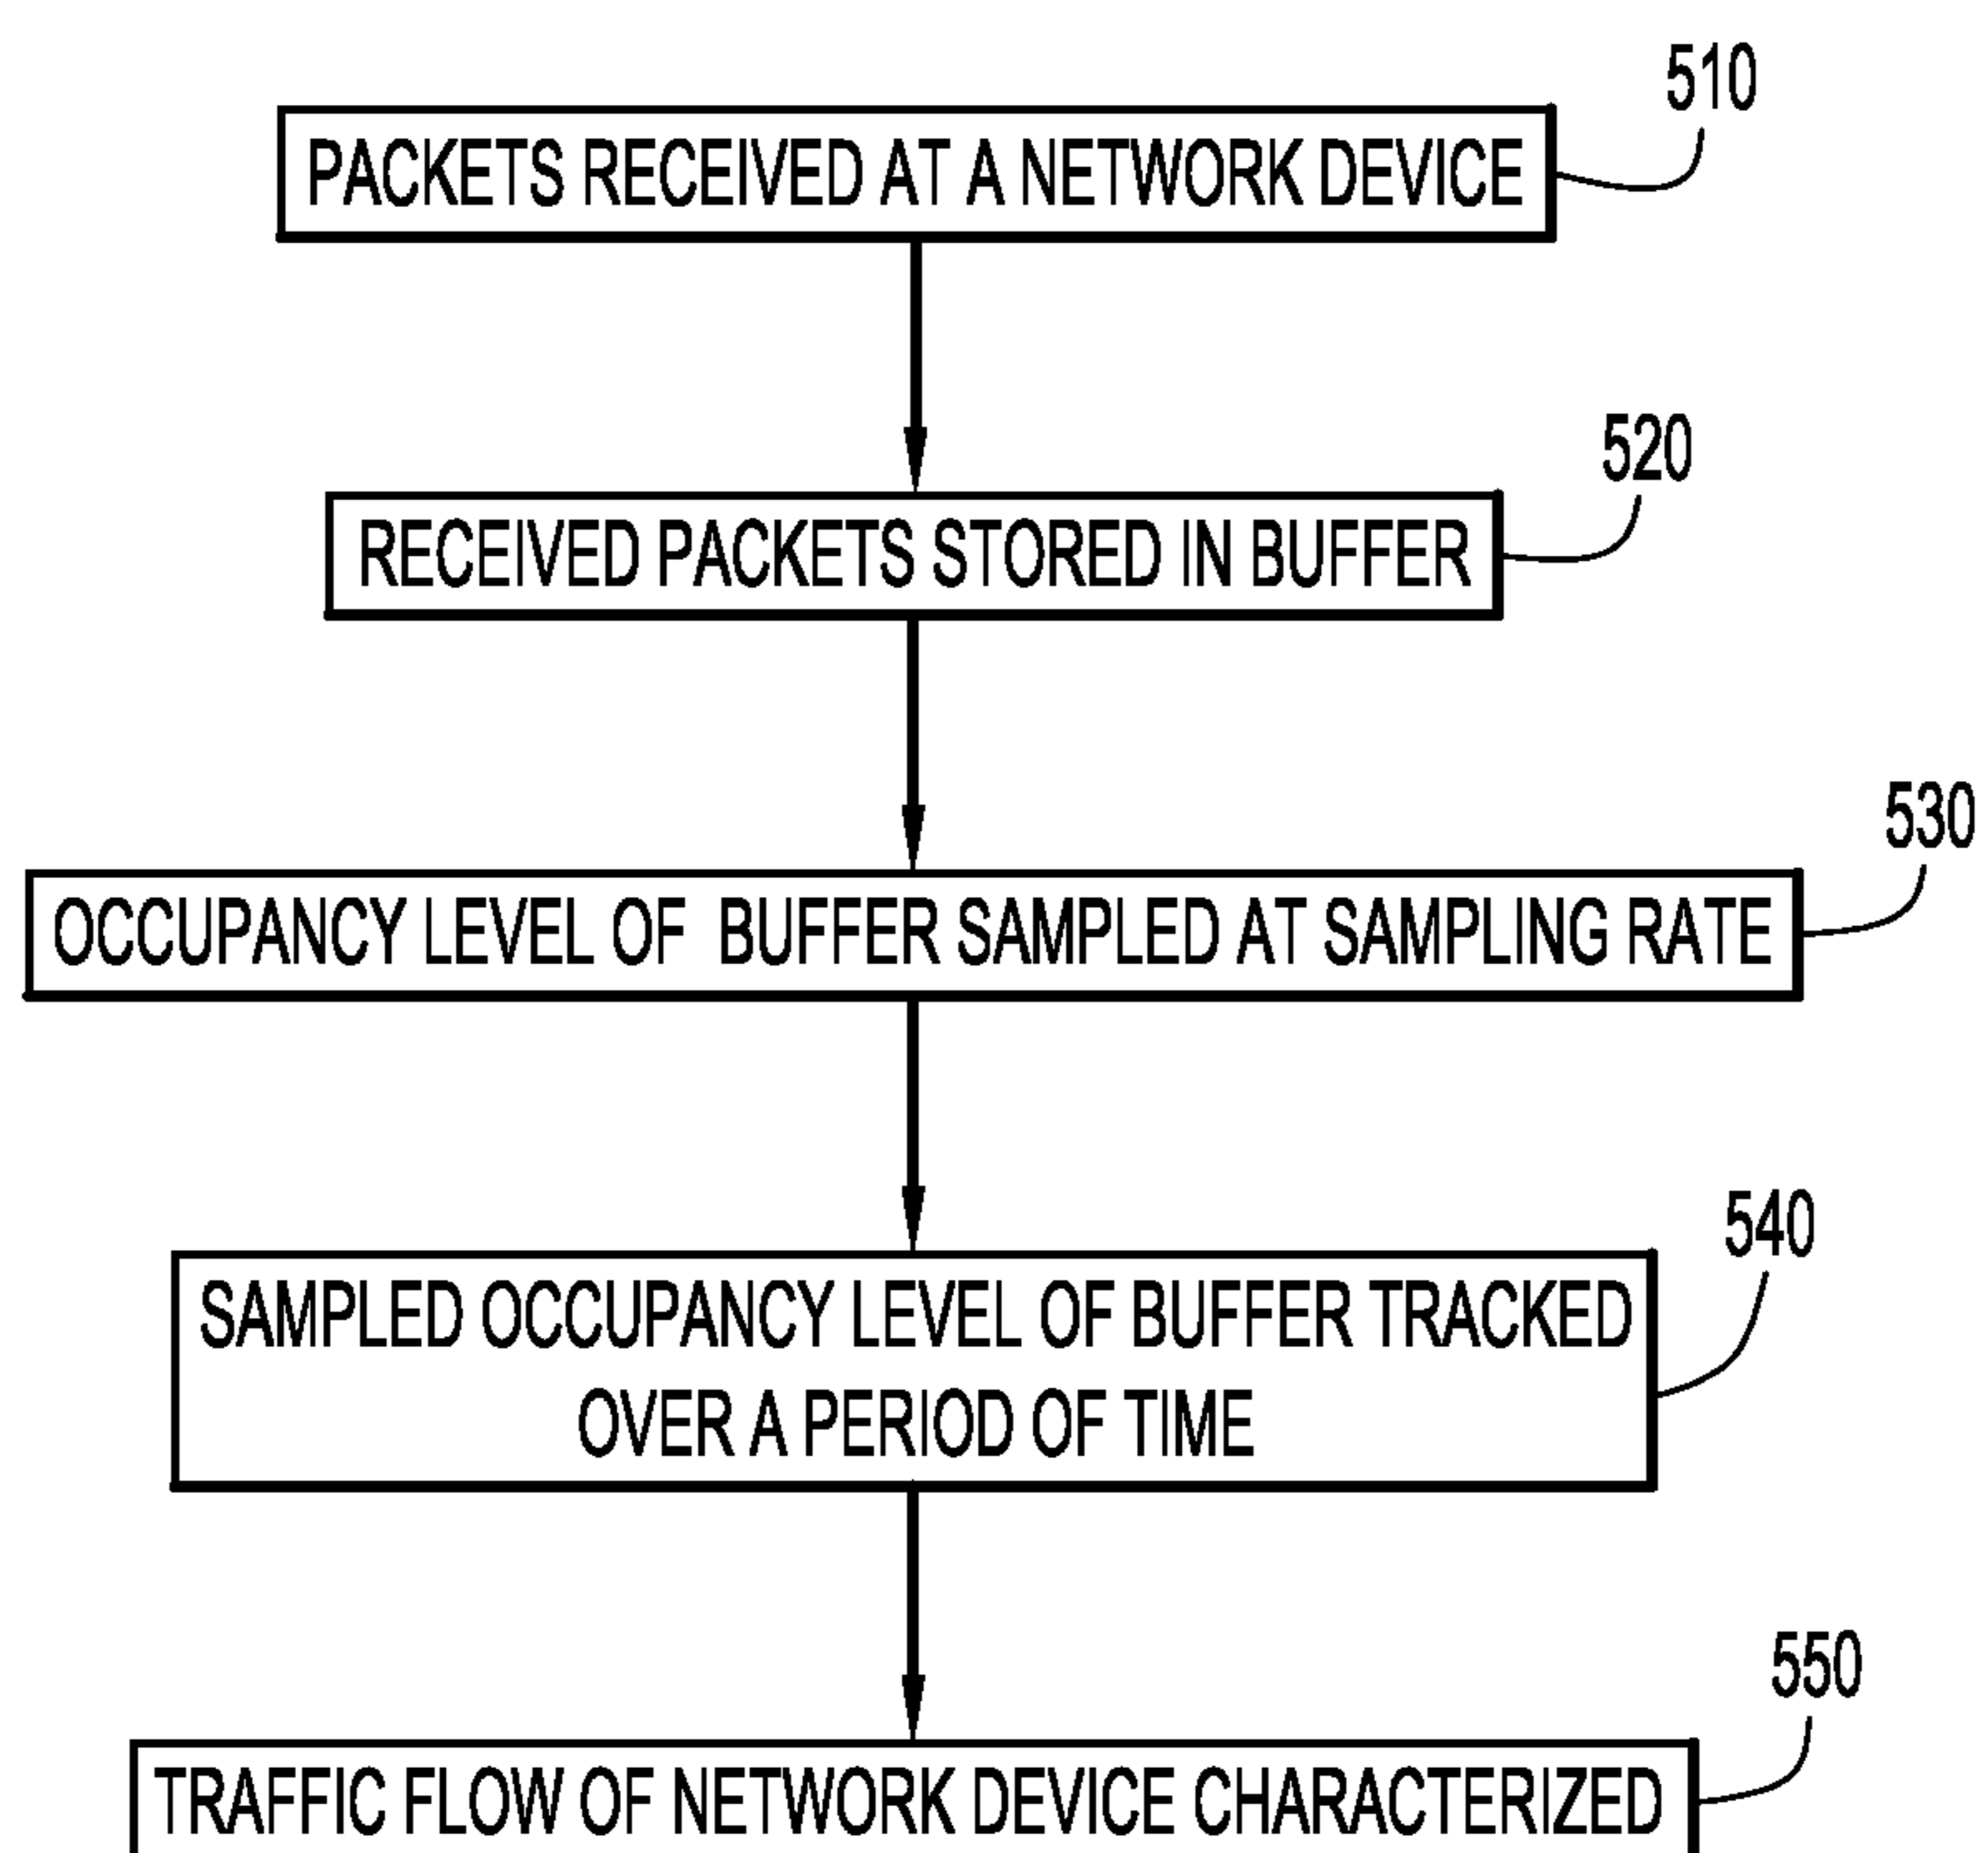 510
PACKETS RECEIVED AT A NETWORK DEVICE
520
RECEIVED PACKETS STORED IN BUFFER
530
OCCUPANCY LEVEL OF BUFFER SAMPLED AT SAMPLING RATE
540
SAMPLED OCCUPANCY LEVEL OF BUFFER TRACKED
OVER A PERIOD OF TIME
550
TRAFFIC FLOW OF NETWORK DEVICE CHARACTERIZED